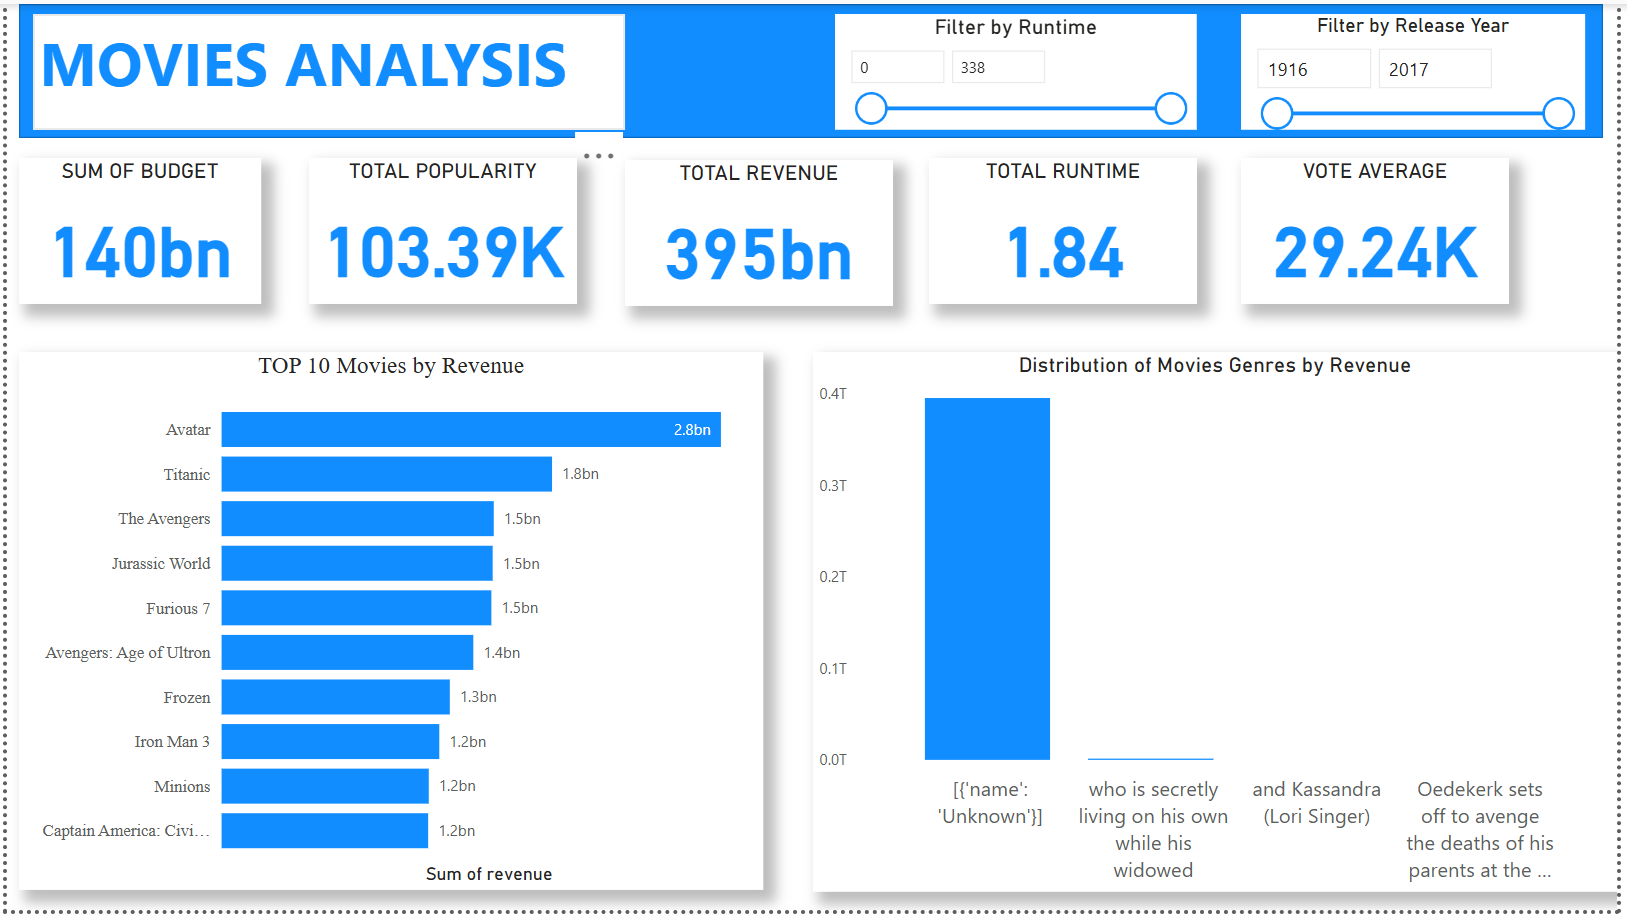 MOVIES ANALYSIS
Filter by Runtime
0
338
Filter by Release Year
1916
2017
SUM OF BUDGET
140bn
TOTAL POPULARITY
103.39K
TOTAL REVENUE
395bn
TOTAL RUNTIME
1.84
VOTE AVERAGE
29.24K
TOP 10 Movies by Revenue
Avatar
2.8bn
Titanic
1.8bn
The Avengers
1.5bn
Jurassic World
1.5bn
Furious 7
1.5bn
Avengers: Age of Ultron
1.4bn
Frozen
1.3bn
Iron Man 3
1.2bn
Minions
1.2bn
Captain America: Civi...
1.2bn
Sum of revenue
Distribution of Movies Genres by Revenue
0.4T
0.3T
0.2T
0.1T
0.0T
[{'name':
'Unknown'}]
who is secretly
living on his own
while his
widowed
and Kassandra
(Lori Singer)
Oedekerk sets
off to avenge
the deaths of his
parents at the ...